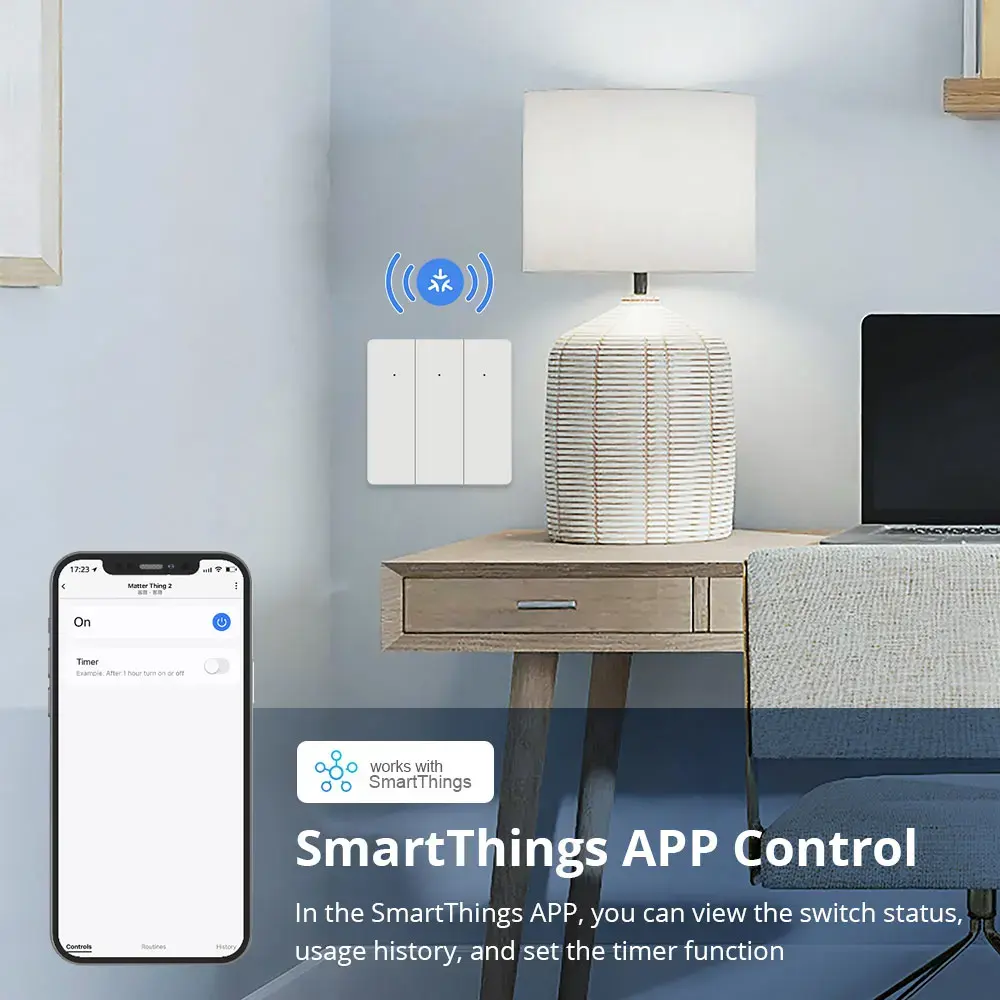 17:23
Matter Thing 2
On
Timer
Example: After 1 hour turn on or off
Controls
Routines
History
works with
SmartThings
SmartThings APP Control
In the SmartThings APP, you can view the switch status,
usage history, and set the timer function